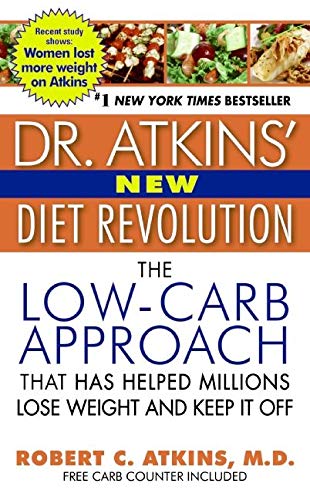 Recent study
shows:
Women lost
more weight
on Atkins
#1 NEW YORK TIMES BESTSELLER
DR. ATKINS'
NEW
DIET REVOLUTION
THE
LOW-CARB
APPROACH
THAT HAS HELPED MILLIONS
LOSE WEIGHT AND KEEP IT OFF
ROBERT C. ATKINS, M.D.
FREE CARB COUNTER INCLUDED